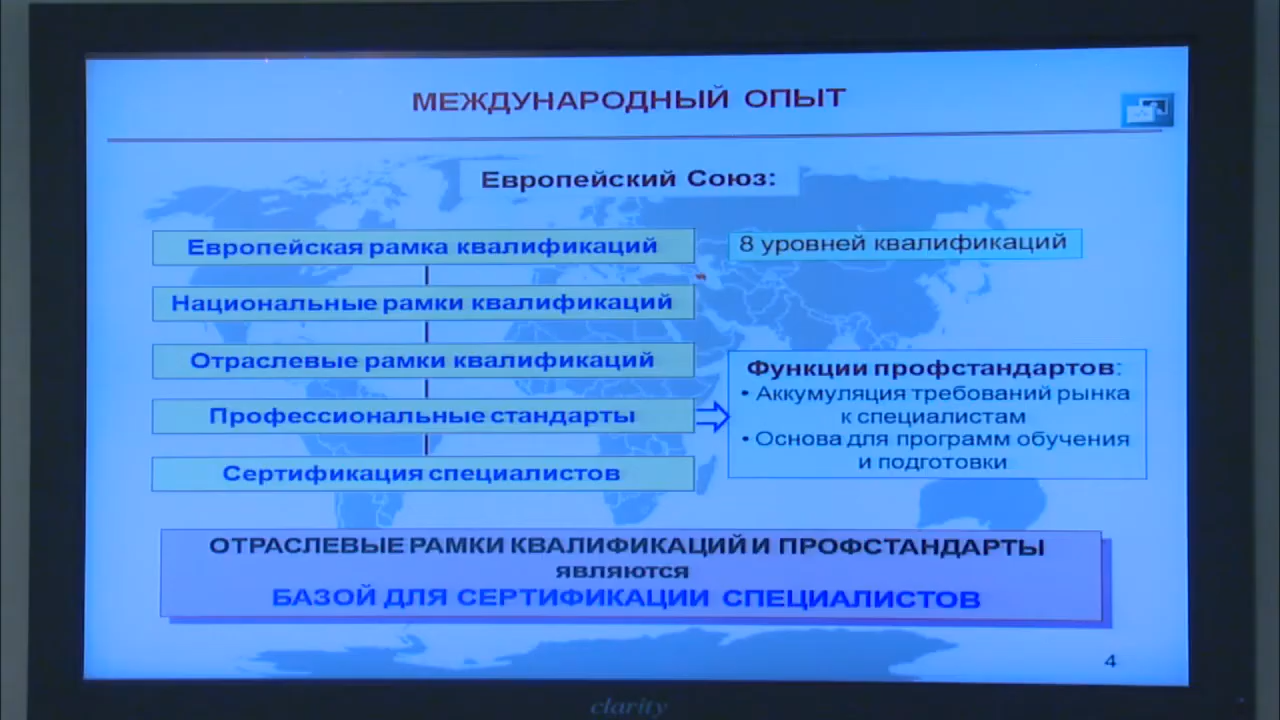 МЕЖДУНАРОДНЫЙ ОПЫТ
Европейский Союз:
Европейская рамка квалификаций
8 уровней квалификаций
Национальные рамки квалификаций
Отраслевые рамки квалификаций
Профессиональные стандарты
Сертификация специалистов
Функции профстандартов:
• Аккумуляция требований рынка
к специалистам
• Основа для программ обучения
и подготовки
ОТРАСЛЕВЫЕ РАМКИ КВАЛИФИКАЦИЙ И ПРОФСТАНДАРТЫ
являются
БАЗОЙ ДЛЯ СЕРТИФИКАЦИИ СПЕЦИАЛИСТОВ
4
clarity